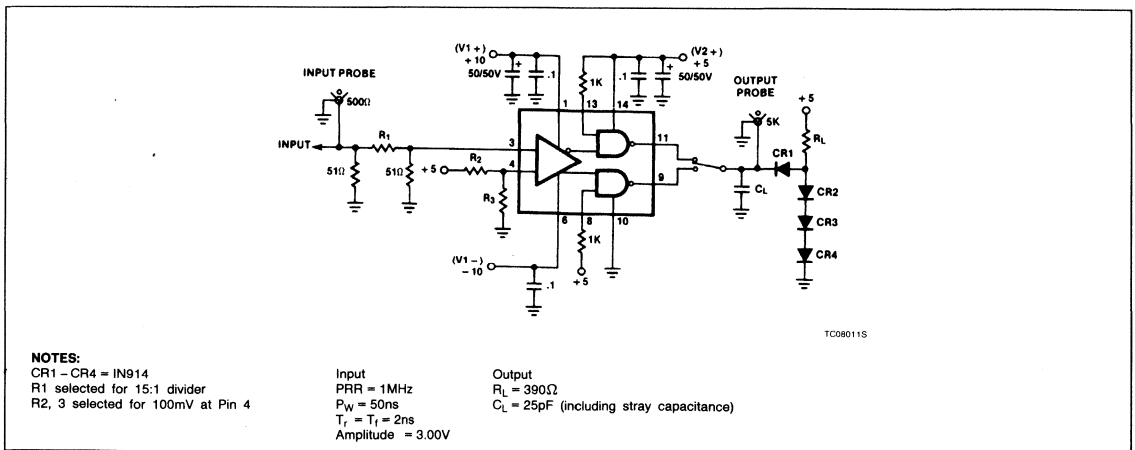 (V1+)
+10
50/50V
+
.1
1K
.1
+
50/50V
(V2+)
+5
INPUT PROBE
500Ω
OUTPUT
PROBE
5K
+5
1
13
14
INPUT
R1
51Ω
51Ω
3
+5
R2
4
R3
11
9
CR1
RL
CL
CR2
CR3
CR4
6
8
10
1K
+5
(V1−)
−10
.1
TC08011S
NOTES:
CR1 – CR4 = IN914
R1 selected for 15:1 divider
R2, 3 selected for 100mV at Pin 4
Input
PRR = 1MHz
PW = 50ns
Tr = Tf = 2ns
Amplitude = 3.00V
Output
RL = 390Ω
CL = 25pF (including stray capacitance)